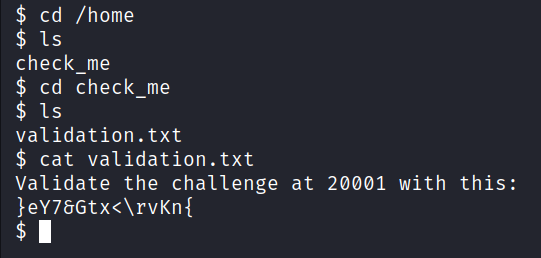 $ cd /home
$ ls
check_me
$ cd check_me
$ ls
validation.txt
$ cat validation.txt
Validate the challenge at 20001 with this:
}eY7&Gtx<\rvKn{
$